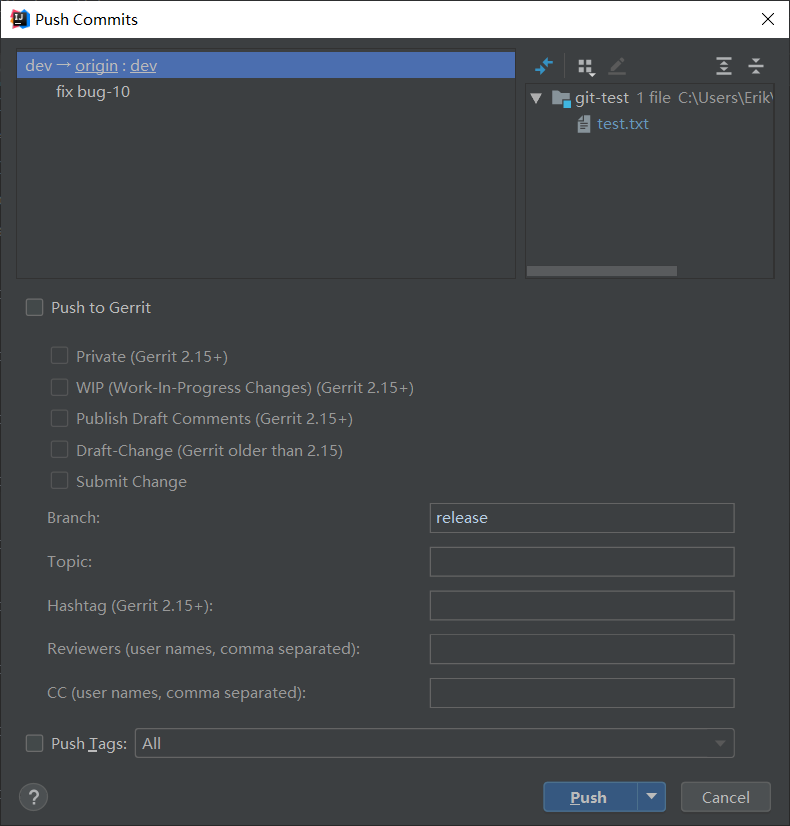 Push Commits
dev → origin : dev
fix bug-10
git-test 1 file C:\Users\Erik\
test.txt
Push to Gerrit
Private (Gerrit 2.15+)
WIP (Work-In-Progress Changes) (Gerrit 2.15+)
Publish Draft Comments (Gerrit 2.15+)
Draft-Change (Gerrit older than 2.15)
Submit Change
Branch: release
Topic:
Hashtag (Gerrit 2.15+):
Reviewers (user names, comma separated):
CC (user names, comma separated):
Push Tags: All
? Push Cancel